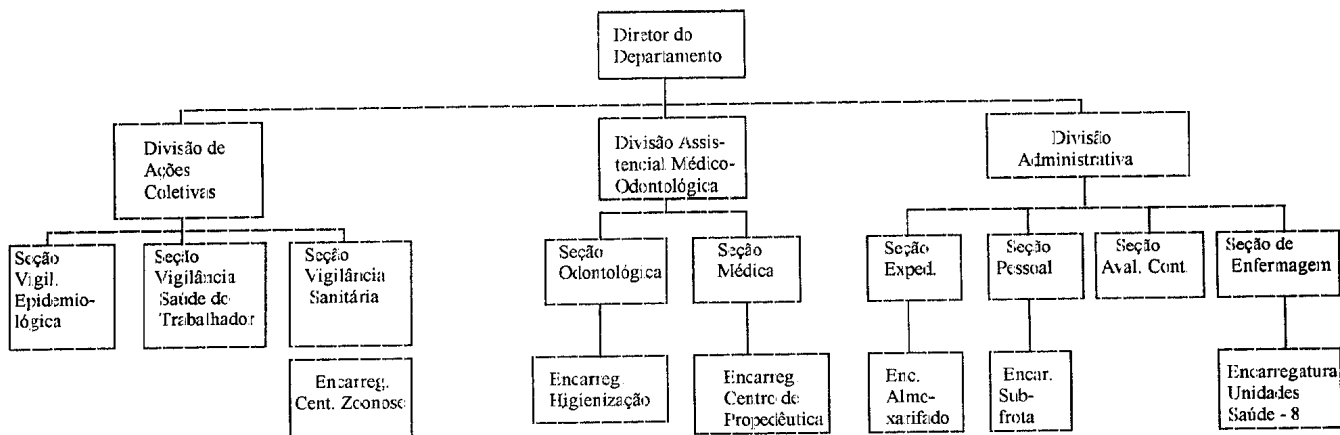 Diretor do
Departamento
Divisão de
Ações
Coletivas
Divisão Assis-
tencial Médico-
Odontológica
Divisão
Administrativa
Seção
Vigil.
Epidemio-
lógica
Seção
Vigilância
Saúde do
Trabalhador
Seção
Vigilância
Sanitária
Seção
Odontológica
Seção
Médica
Seção
Exped.
Seção
Pessoal
Seção
Aval. Cont.
Seção de
Enfermagem
Encarreg.
Cent. Zoonose
Encarreg.
Higienização
Encarreg.
Centro de
Propedêutica
Enc.
Almo-
xarifado
Encar.
Sub-
frota
Encarregatura
Unidades
Saúde - 8